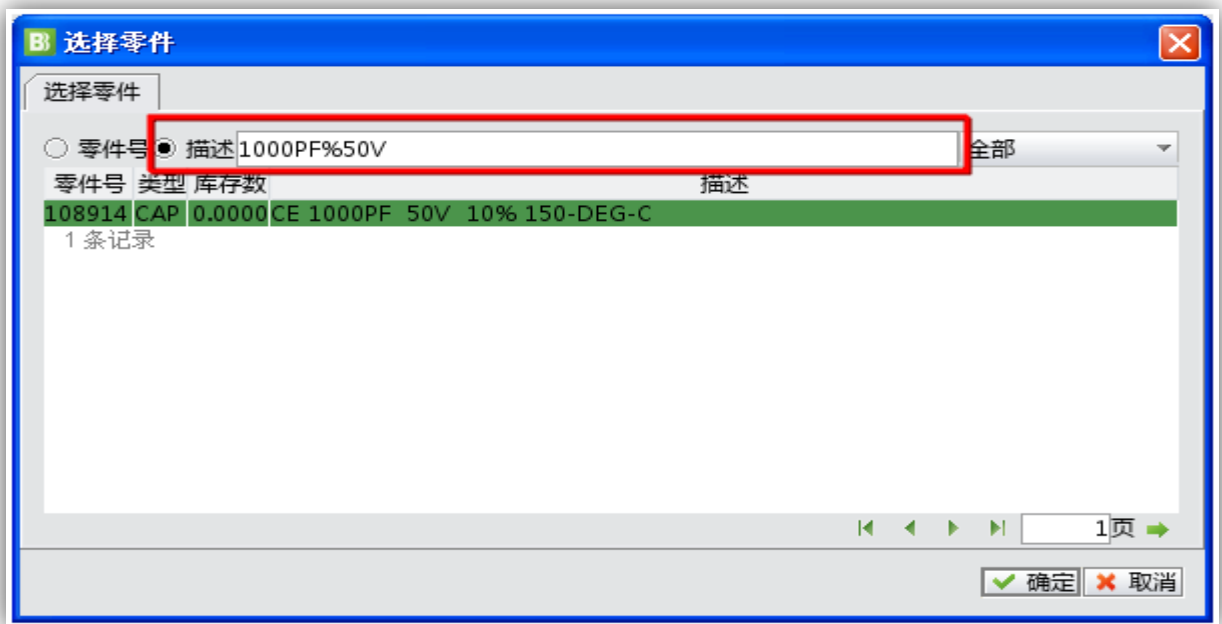 选择零件
选择零件
零件号 描述 1000PF%50V 全部
零件号 类型 库存数 描述
108914 CAP 0.0000 CE 1000PF  50V  10% 150-DEG-C
1 条记录
1 页
确定 取消